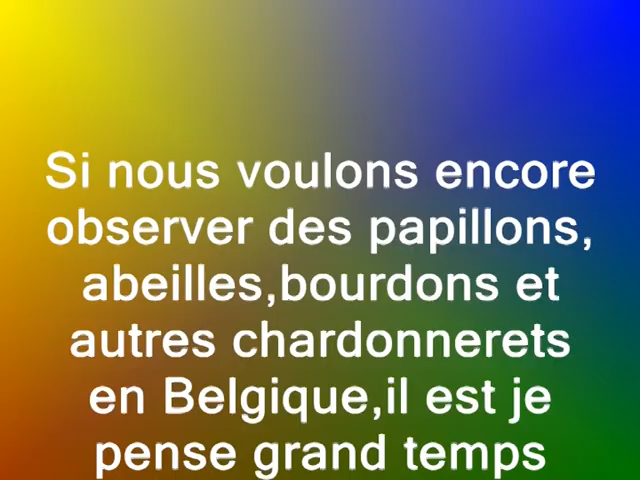 Si nous voulons encore
observer des papillons,
abeilles,bourdons et
autres chardonnerets
en Belgique,il est je
pense grand temps